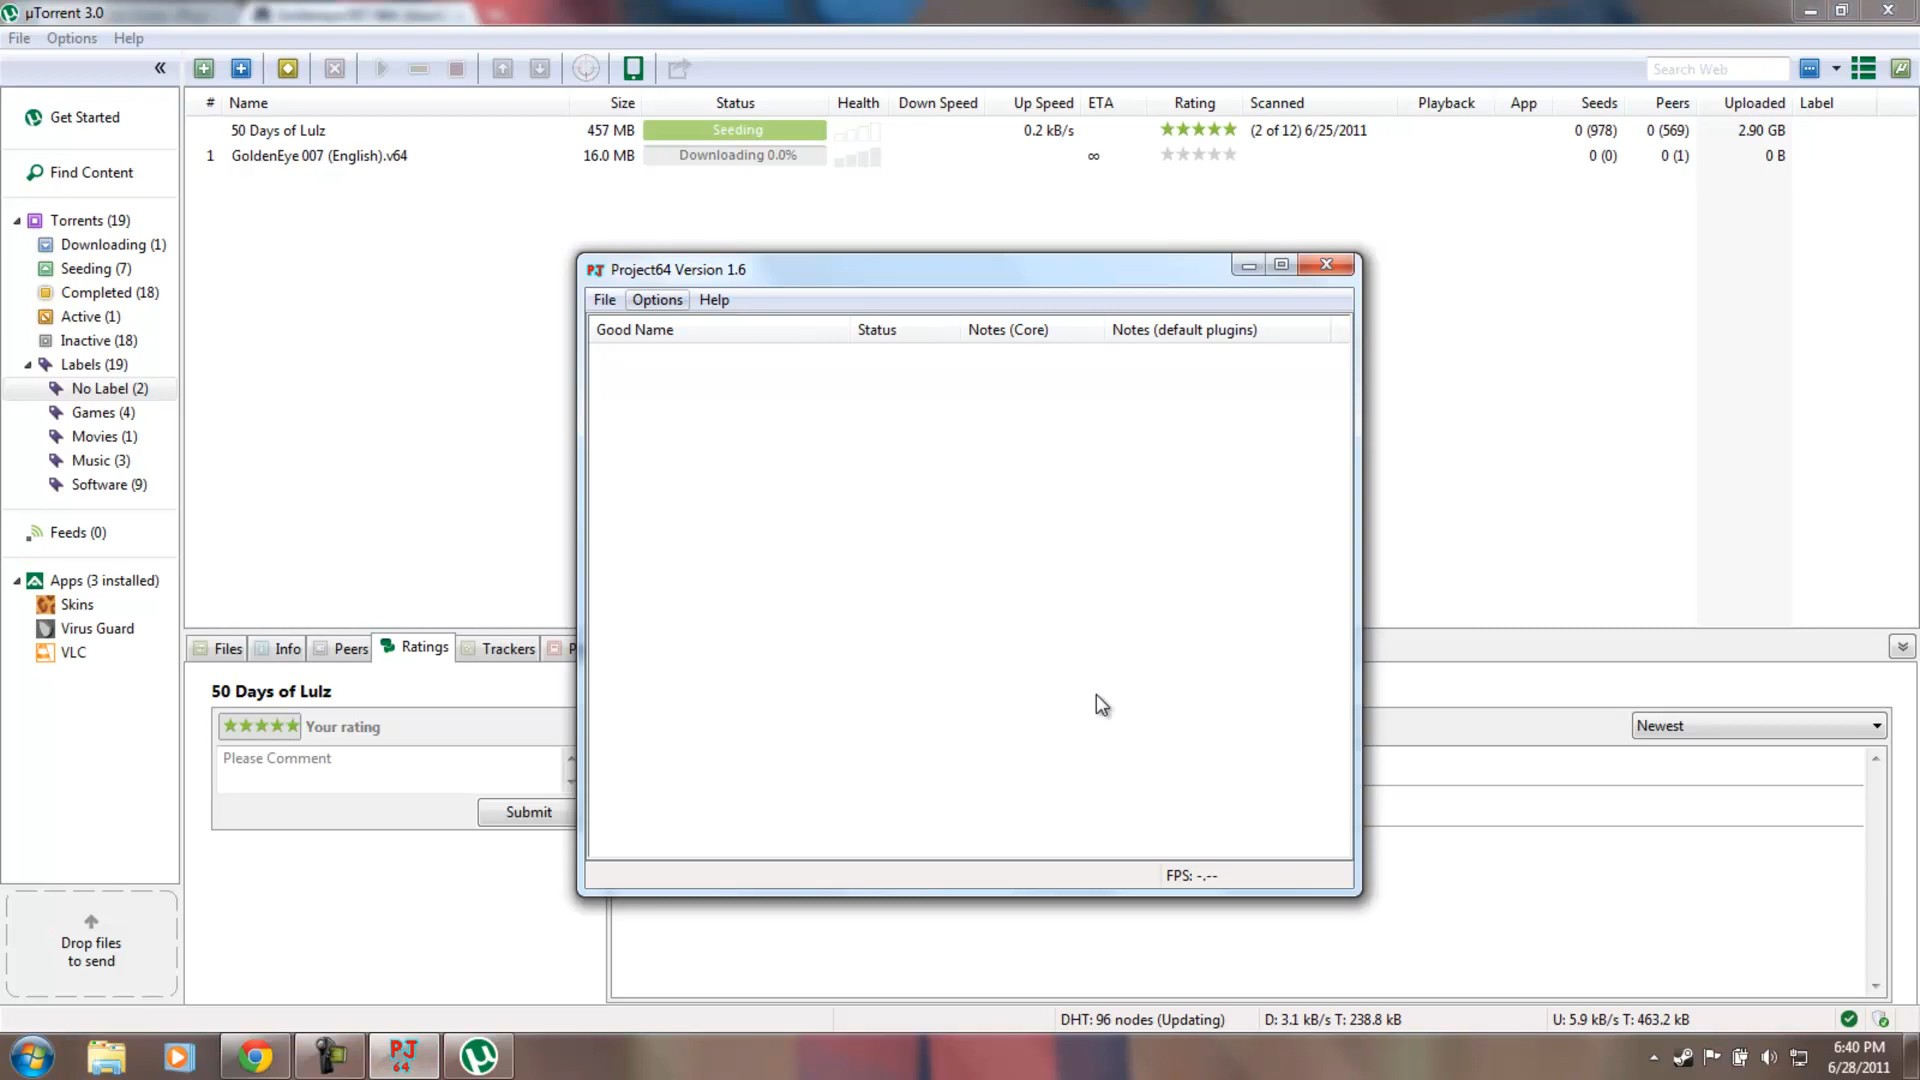 µTorrent 3.0
File Options Help
Search Web
Get Started
Find Content
Torrents (19)
Downloading (1)
Seeding (7)
Completed (18)
Active (1)
Inactive (18)
Labels (19)
No Label (2)
Games (4)
Movies (1)
Music (3)
Software (9)
Feeds (0)
Apps (3 installed)
Skins
Virus Guard
VLC
Drop files
to send
# Name Size Status Health Down Speed Up Speed ETA Rating Scanned Playback App Seeds Peers Uploaded Label
50 Days of Lulz 457 MB Seeding 0.2 kB/s (2 of 12) 6/25/2011 0 (978) 0 (569) 2.90 GB
1 GoldenEye 007 (English).v64 16.0 MB Downloading 0.0% ∞ 0 (0) 0 (1) 0 B
PJ Project64 Version 1.6
File Options Help
Good Name Status Notes (Core) Notes (default plugins)
FPS: -.--
Files Info Peers Ratings Trackers
50 Days of Lulz
Your rating
Newest
Please Comment
Submit
DHT: 96 nodes (Updating) D: 3.1 kB/s T: 238.8 kB U: 5.9 kB/s T: 463.2 kB
PJ
64
6:40 PM
6/28/2011